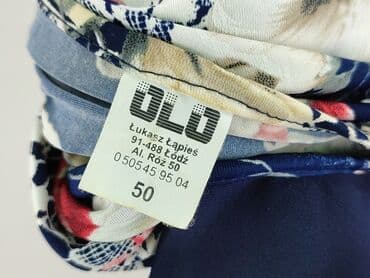 OLO
Łukasz Łapieś
91-488 Łódź
Al. Róż 50
0 505 45 95 04
50